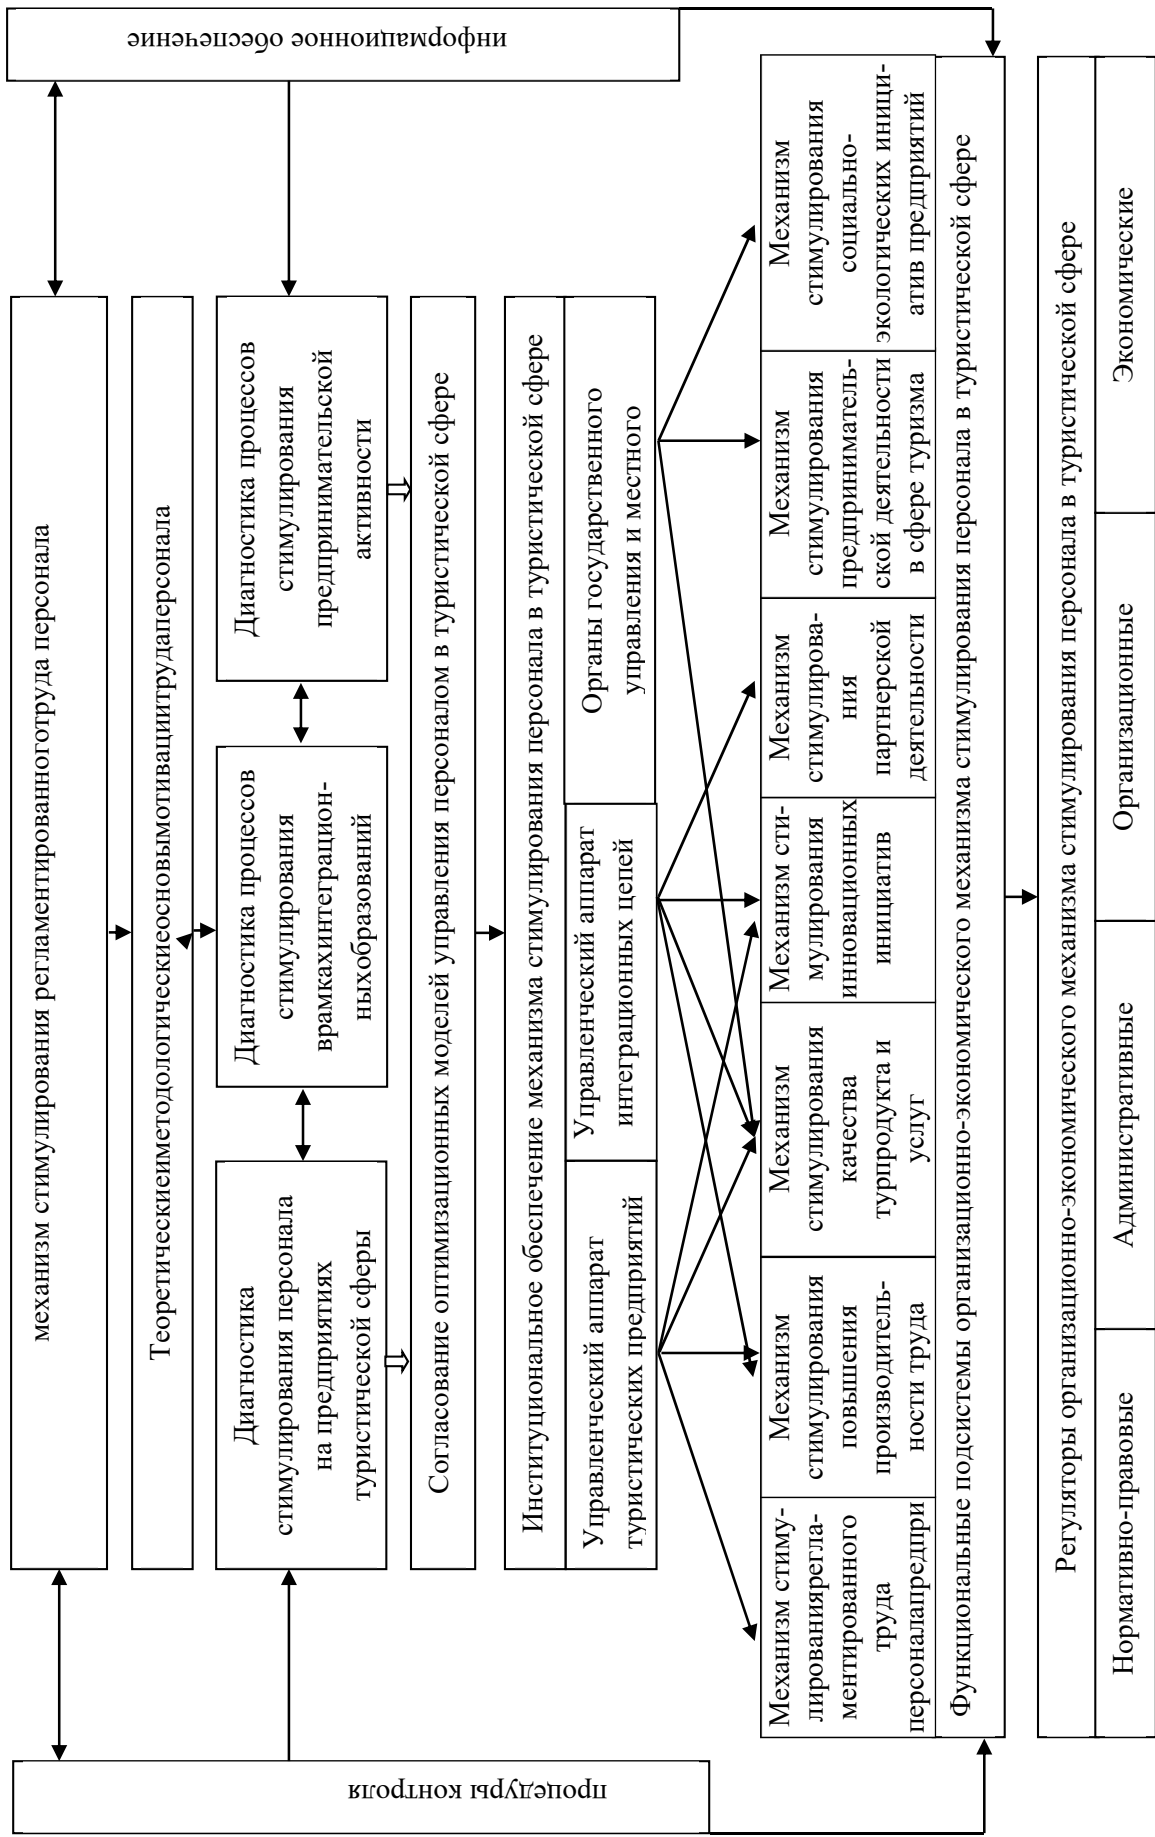 механизм стимулирования регламентированноготруда персонала
Теоретическиеиметодологическиеосновымотивацитрудаперсонала
Диагностика
стимулирования персонала
на предприятиях
туристической сферы
Диагностика процессов
стимулирования
врамкахинтеграцион-
ныхобразований
Диагностика процессов
стимулирования
предпринимательской
активности
Согласование оптимизационных моделей управления персоналом в туристической сфере
Институциональное обеспечение механизма стимулирования персонала в туристической сфере
Управленческий аппарат
туристических предприятий
Управленческий аппарат
интеграционных цепей
Органы государственного
управления и местного
Механизм стиму-
лированиярегла-
ментированного
труда
персоналапредпри
Механизм
стимулирования
повышения
производитель-
ности труда
Механизм
стимулирования
качества
турпродукта и
услуг
Механизм сти-
мулирования
инновационных
инициатив
Механизм
стимулирова-
ния
партнерской
деятельности
Механизм
стимулирования
предприниматель-
ской деятельности
в сфере туризма
Механизм
стимулирования
социально-
экологических иници-
атив предприятий
Функциональные подсистемы организационно-экономического механизма стимулирования персонала в туристической сфере
Регуляторы организационно-экономического механизма стимулирования персонала в туристической сфере
Нормативно-правовые
Административные
Организационные
Экономические
процедуры контроля
информационное обеспечение